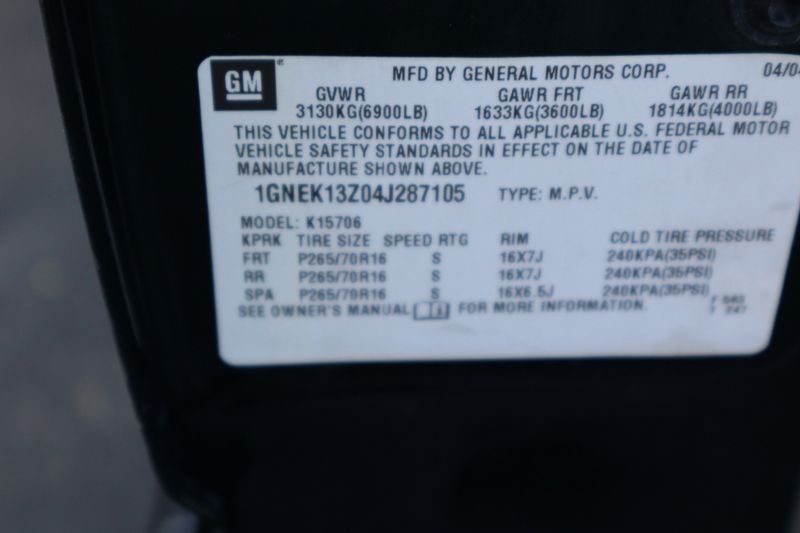 GM
MFD BY GENERAL MOTORS CORP. 04/04
GVWR GAWR FRT GAWR RR
3130KG(6900LB) 1633KG(3600LB) 1814KG(4000LB)
THIS VEHICLE CONFORMS TO ALL APPLICABLE U.S. FEDERAL MOTOR
VEHICLE SAFETY STANDARDS IN EFFECT ON THE DATE OF
MANUFACTURE SHOWN ABOVE.
1GNEK13Z04J287105 TYPE: M.P.V.
MODEL: K15706
KPRK TIRE SIZE SPEED RTG RIM COLD TIRE PRESSURE
FRT P265/70R16 S 16X7J 240KPA(35PSI)
RR P265/70R16 S 16X7J 240KPA(35PSI)
SPA P265/70R16 S 16X6.5J 240KPA(35PSI)
SEE OWNER'S MANUAL FOR MORE INFORMATION.